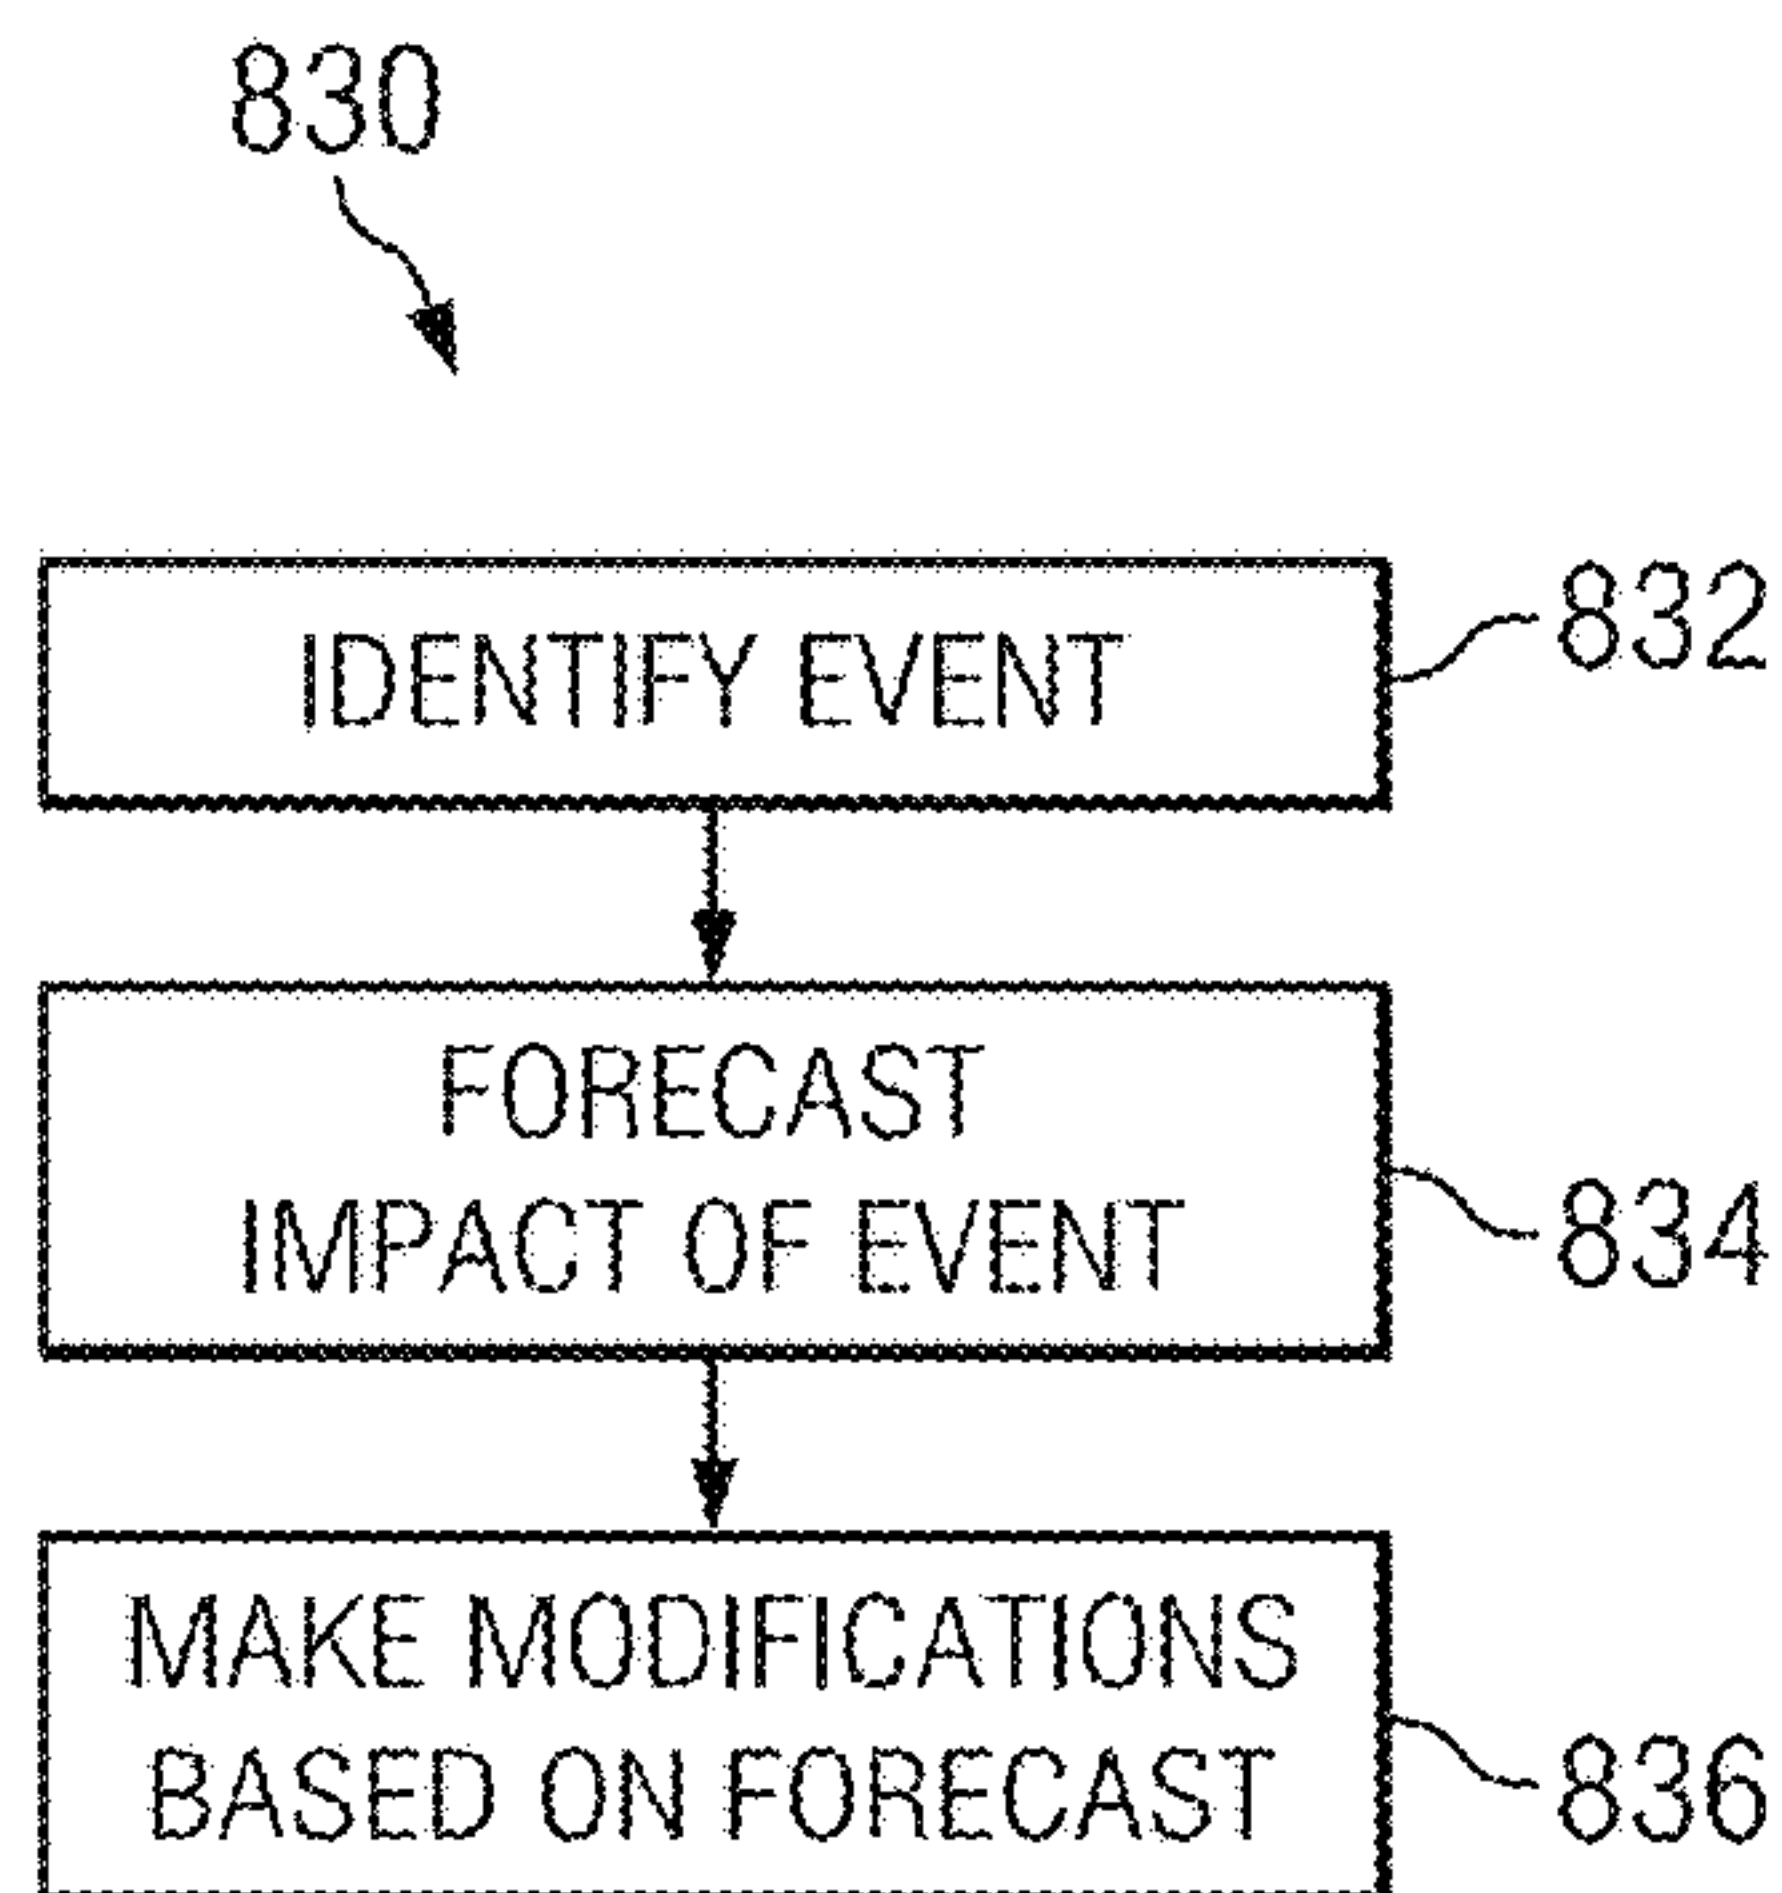 830
IDENTIFY EVENT
832
FORECAST
IMPACT OF EVENT
834
MAKE MODIFICATIONS
BASED ON FORECAST
836